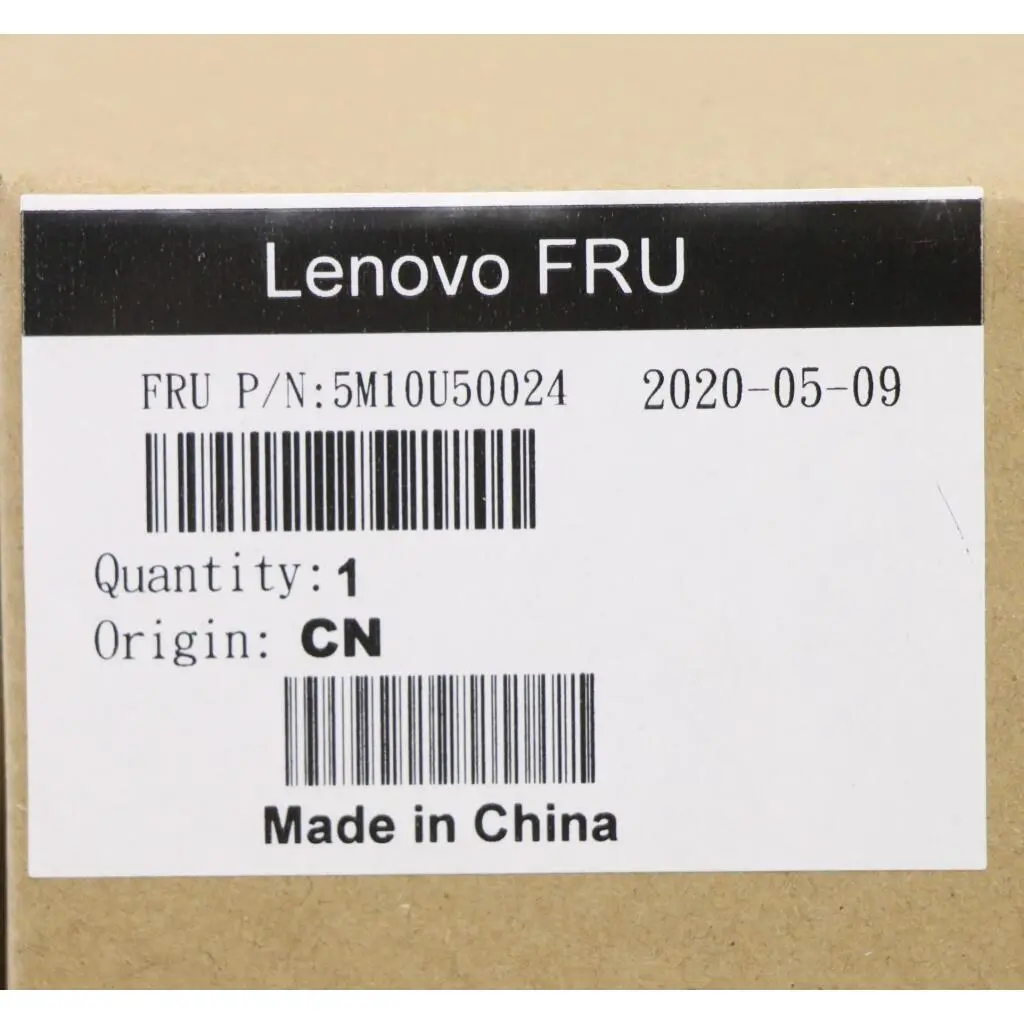 Lenovo FRU
FRU P/N:5M10U50024 2020-05-09
Quantity: 1
Origin: CN
Made in China